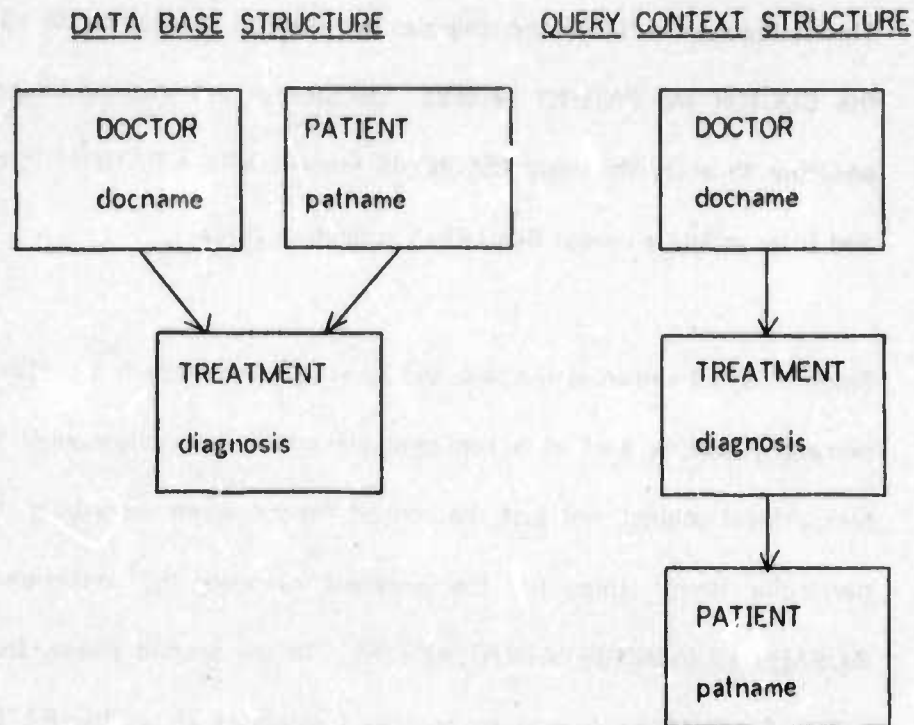 DATA BASE STRUCTURE
QUERY CONTEXT STRUCTURE
DOCTOR
docname
PATIENT
patname
TREATMENT
diagnosis
DOCTOR
docname
TREATMENT
diagnosis
PATIENT
patname